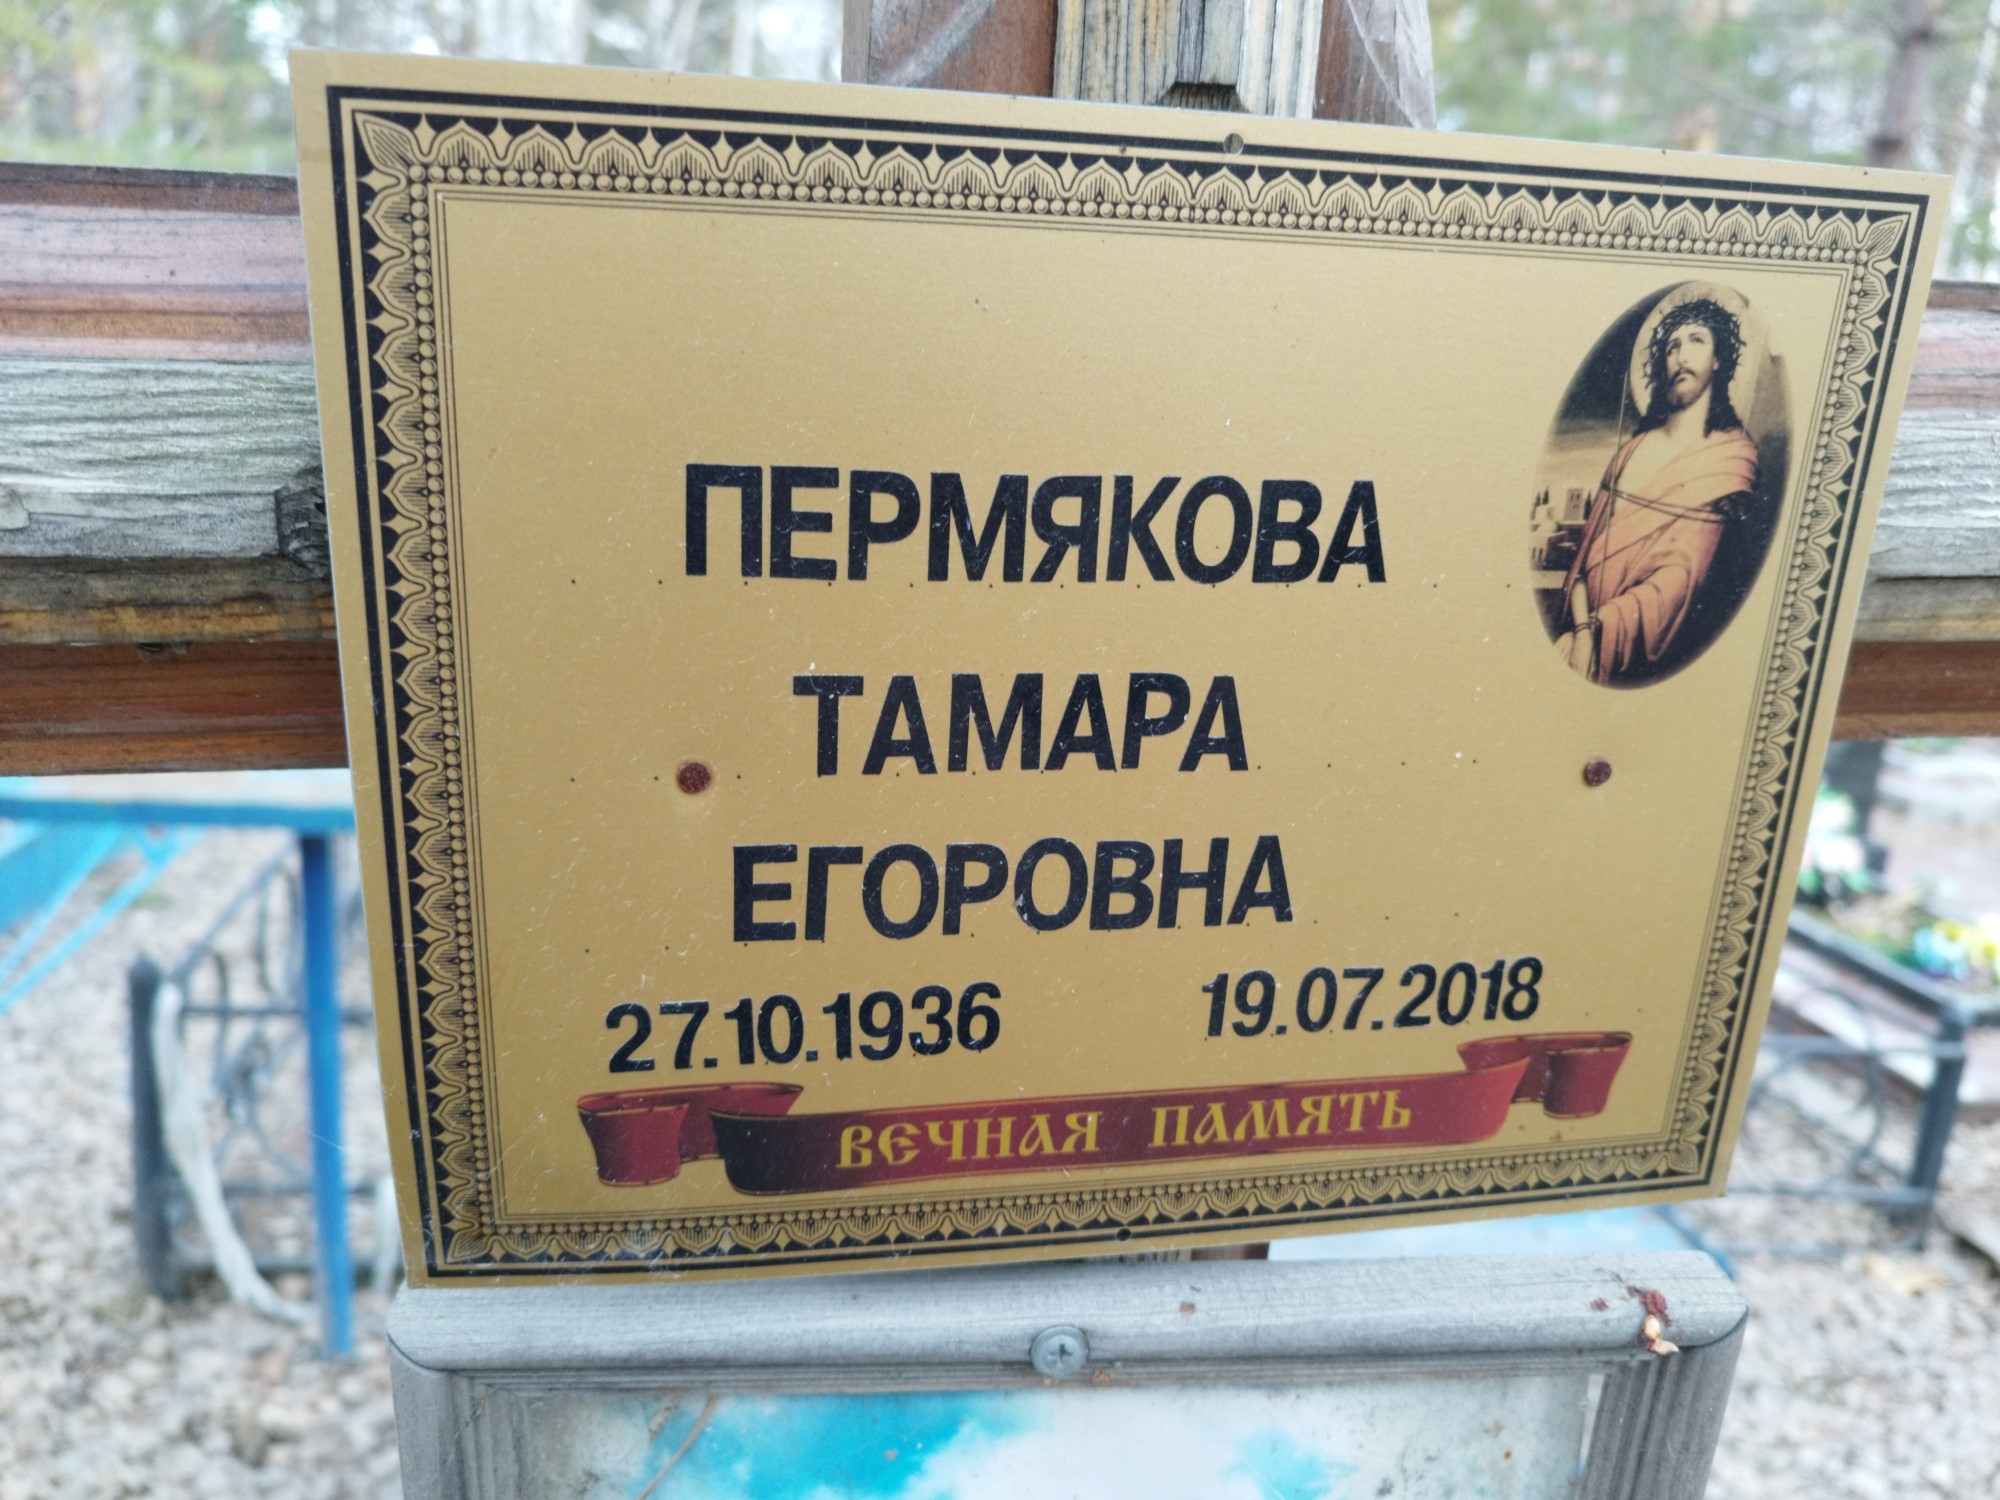 ПЕРМЯКОВА
ТАМАРА
ЕГОРОВНА
27.10.1936 19.07.2018
ВЕЧНАЯ ПАМЯТЬ